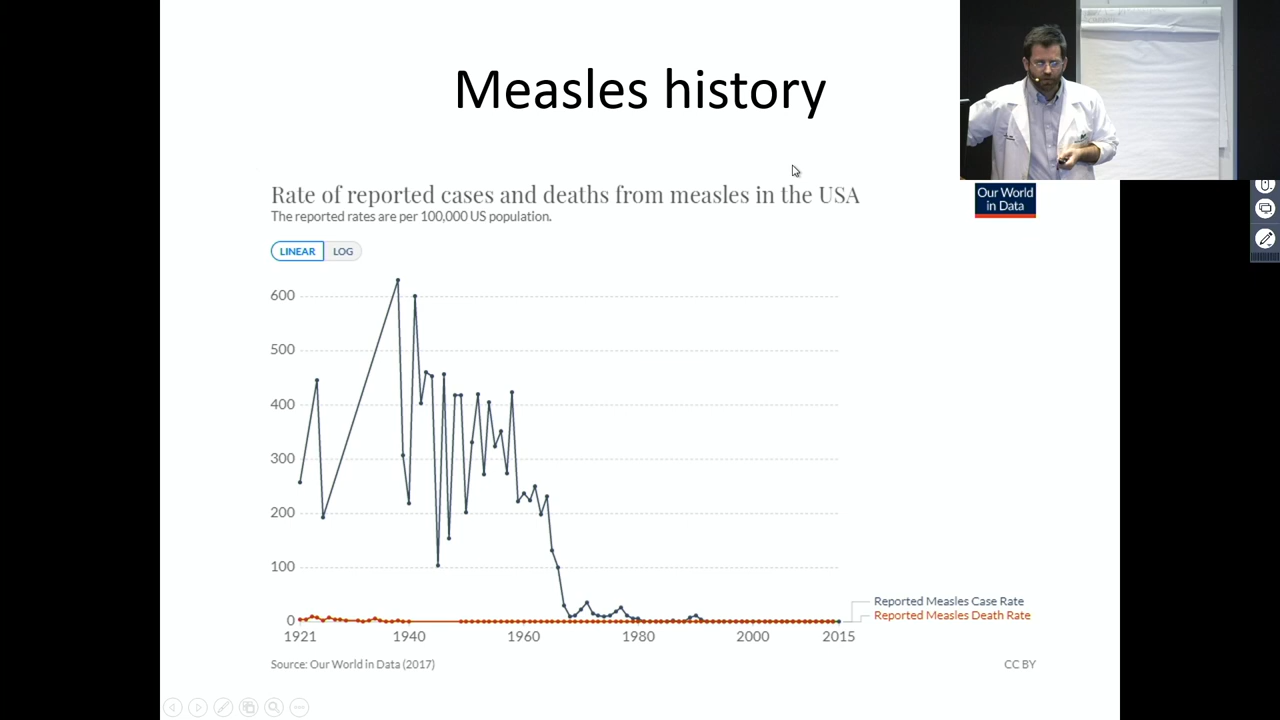 Measles history
Rate of reported cases and deaths from measles in the USA
The reported rates are per 100,000 US population.
Our World
in Data
LINEAR LOG
600
500
400
300
200
100
0
1921 1940 1960 1980 2000 2015
Reported Measles Case Rate
Reported Measles Death Rate
Source: Our World in Data (2017) CC BY